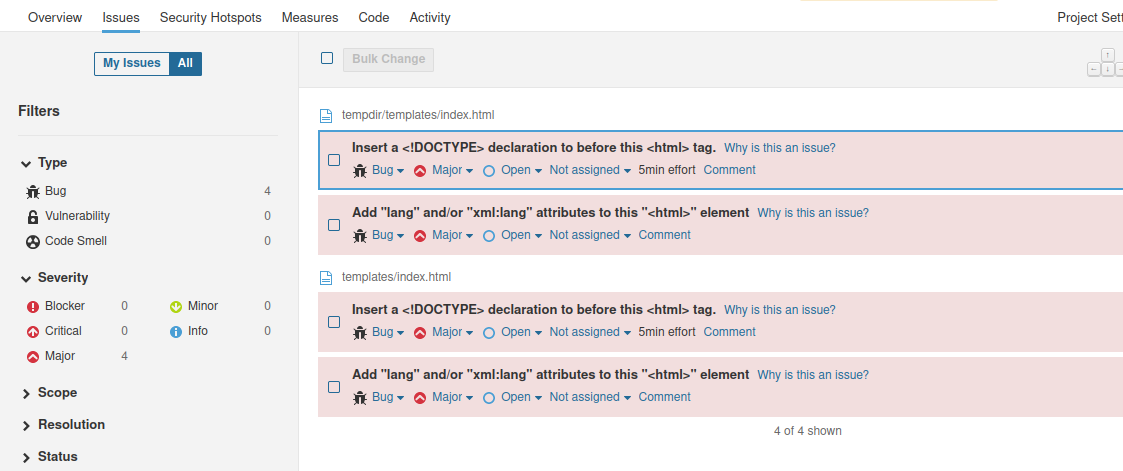 Overview Issues Security Hotspots Measures Code Activity Project Sett
My Issues All
Bulk Change
Filters
Type
Bug 4
Vulnerability 0
Code Smell 0
Severity
Blocker 0 Minor 0
Critical 0 Info 0
Major 4
Scope
Resolution
Status
tempdir/templates/index.html
Insert a <!DOCTYPE> declaration to before this <html> tag. Why is this an issue?
Bug Major Open Not assigned 5min effort Comment
Add "lang" and/or "xml:lang" attributes to this "<html>" element Why is this an issue?
Bug Major Open Not assigned Comment
templates/index.html
Insert a <!DOCTYPE> declaration to before this <html> tag. Why is this an issue?
Bug Major Open Not assigned 5min effort Comment
Add "lang" and/or "xml:lang" attributes to this "<html>" element Why is this an issue?
Bug Major Open Not assigned Comment
4 of 4 shown